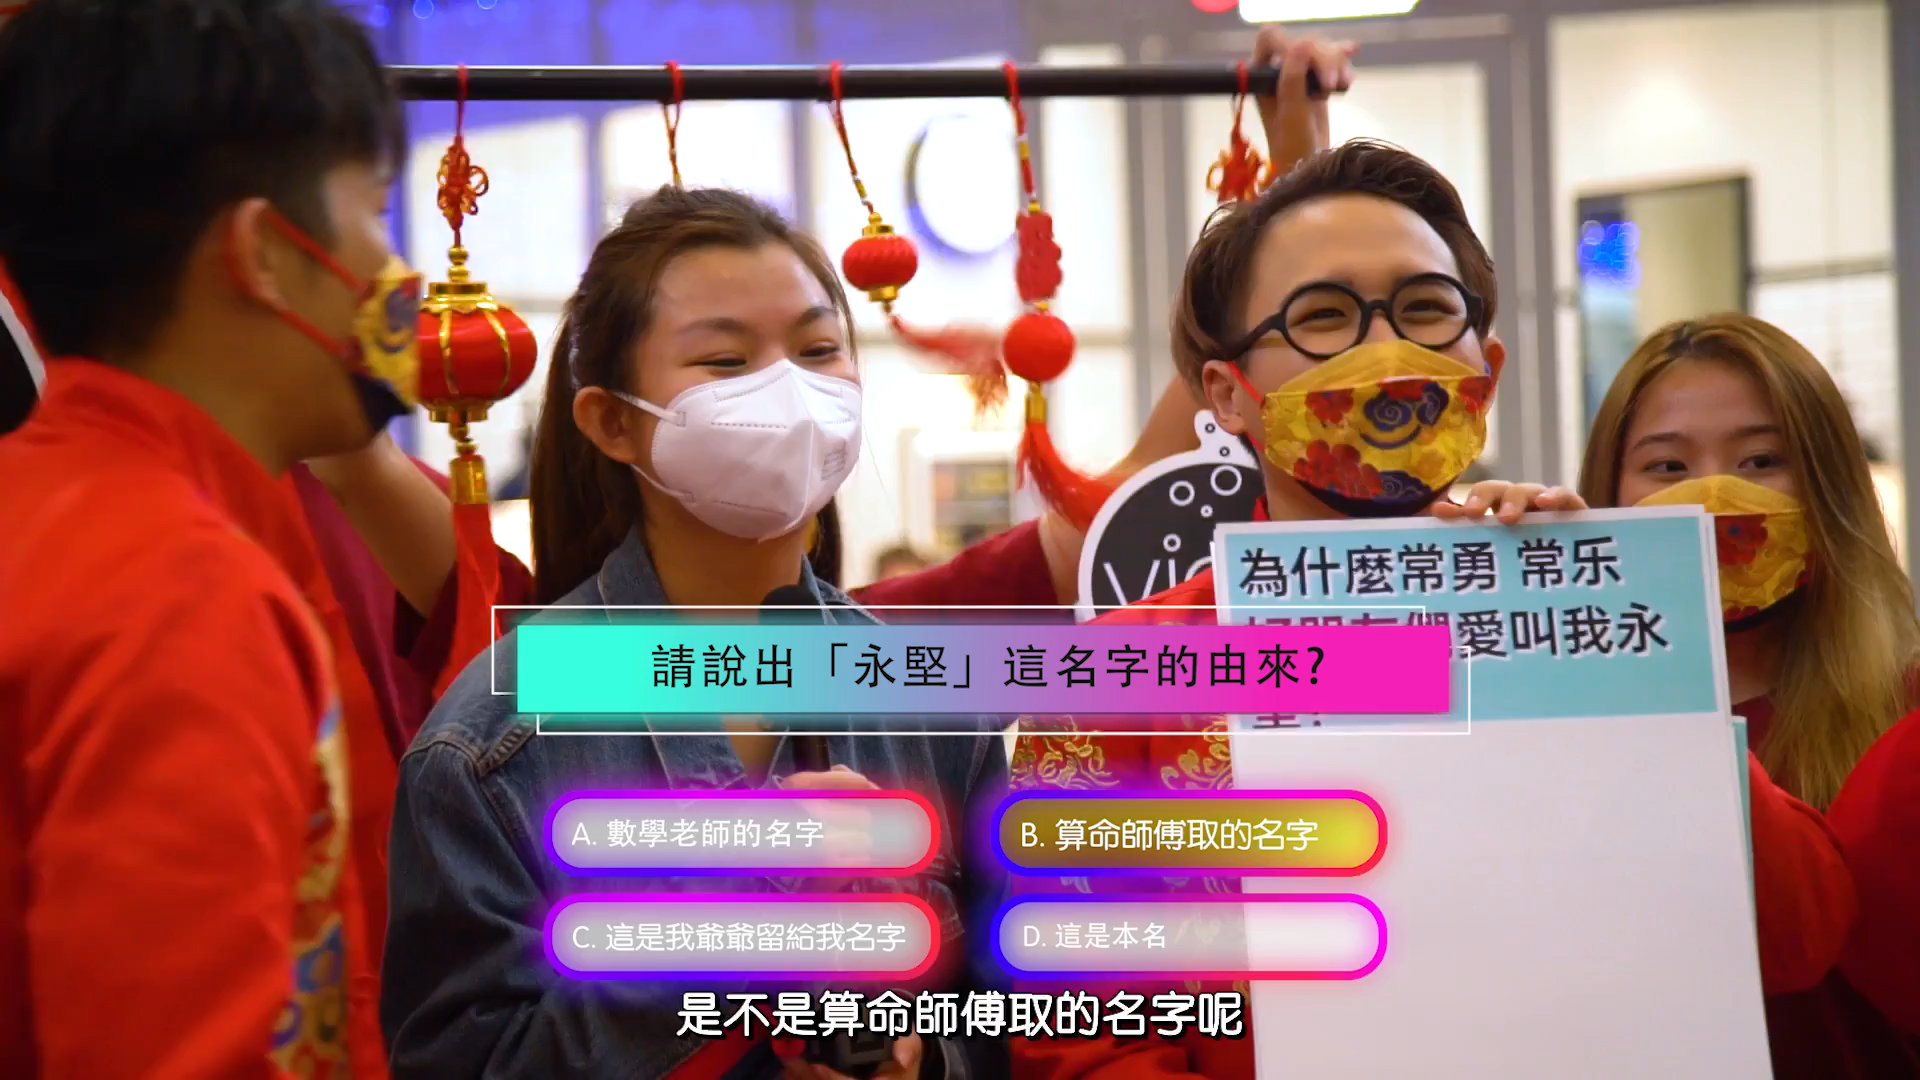 為什麼常勇 常乐
愛叫我永
請說出「永堅」這名字的由來?
A. 數學老師的名字
B. 算命師傅取的名字
C. 這是我爺爺留給我名字
D. 這是本名
是不是算命師傅取的名字呢